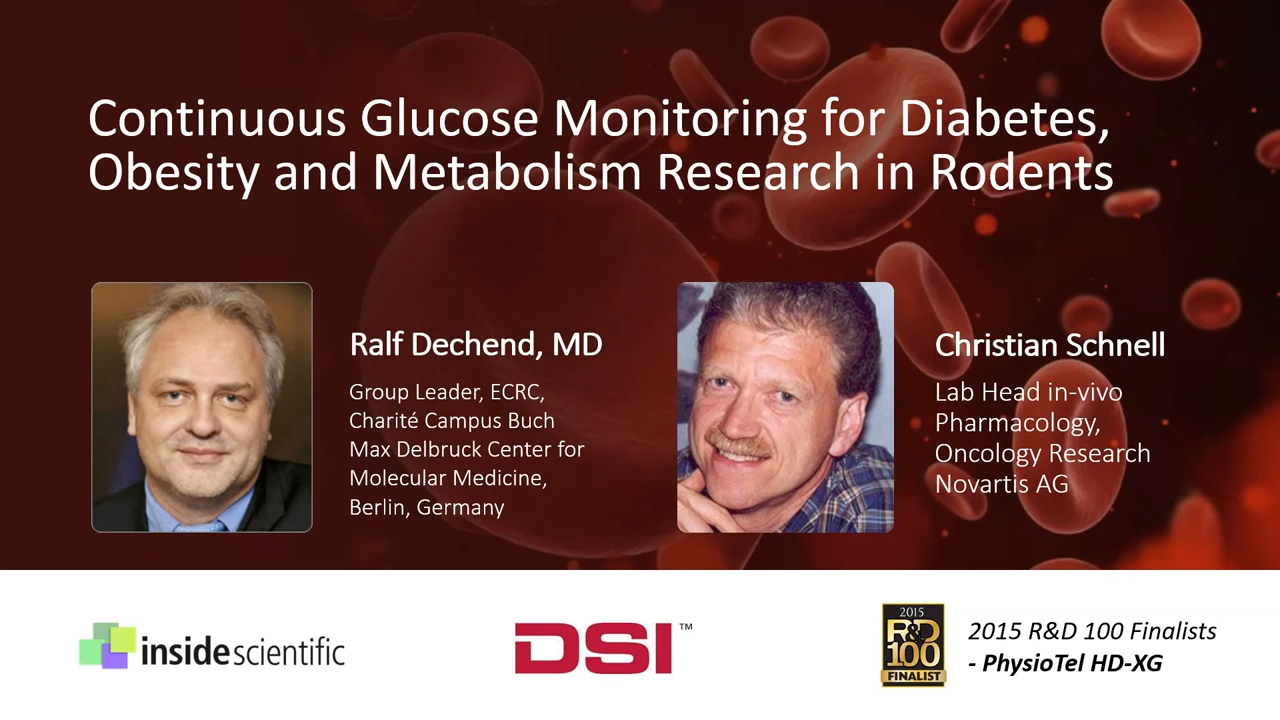 Continuous Glucose Monitoring for Diabetes,
Obesity and Metabolism Research in Rodents
Ralf Dechend, MD
Group Leader, ECRC,
Charité Campus Buch
Max Delbruck Center for
Molecular Medicine,
Berlin, Germany
Christian Schnell
Lab Head in-vivo
Pharmacology,
Oncology Research
Novartis AG
insidescientific
DSI™
2015
R&D
100
FINALIST
2015 R&D 100 Finalists
- PhysioTel HD-XG